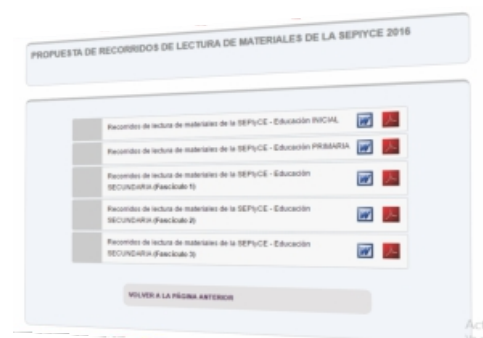 PROPUESTA DE RECORRIDOS DE LECTURA DE MATERIALES DE LA SEPIYCE 2016
Recorridos de lectura de materiales de la SEPIyCE - Educación INICIAL
Recorridos de lectura de materiales de la SEPIyCE - Educación PRIMARIA
Recorridos de lectura de materiales de la SEPIyCE - Educación
SECUNDARIA (Fascículo 1)
Recorridos de lectura de materiales de la SEPIyCE - Educación
SECUNDARIA (Fascículo 2)
Recorridos de lectura de materiales de la SEPIyCE - Educación
SECUNDARIA (Fascículo 3)
VOLVER A LA PÁGINA ANTERIOR